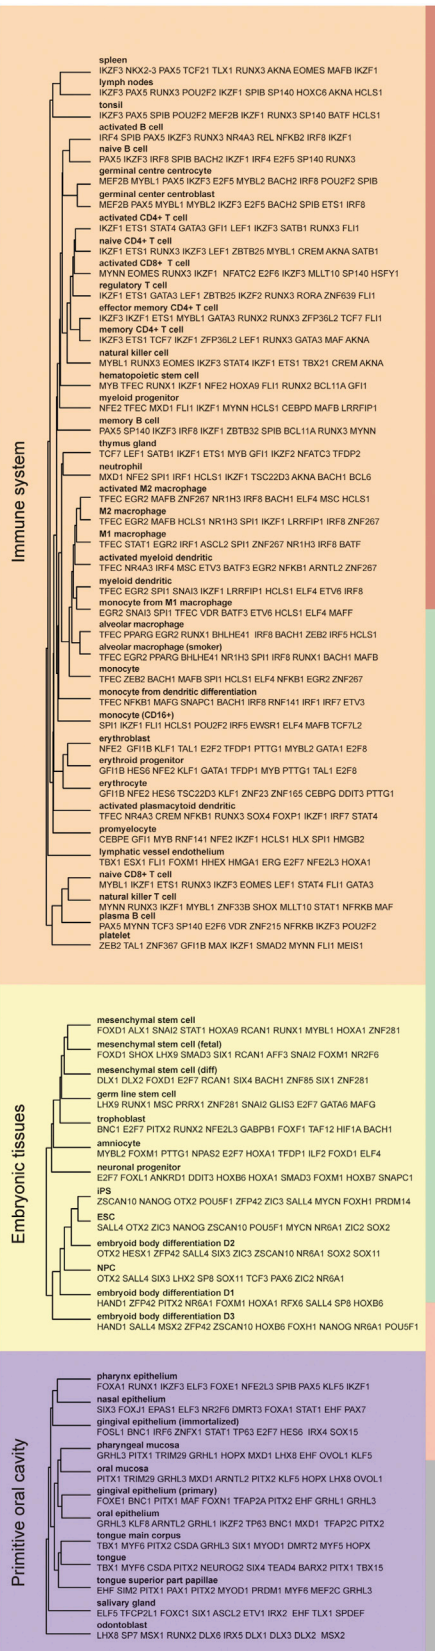 Immune system
spleen
IKZF3 NKX2-3 PAX5 TCF21 TLX1 RUNX3 AKNA EOMES MAFB IKZF1
lymph nodes
IKZF3 PAX5 RUNX3 POU2F2 IKZF1 SPIB SP140 HOXC6 AKNA HCLS1
tonsil
IKZF3 PAX5 SPIB POU2F2 MEF2B IKZF1 RUNX3 SP140 BATF HCLS1
activated B cell
IRF4 SPIB PAX5 IKZF3 RUNX3 NR4A3 REL NFKB2 IRF8 IKZF1
naive B cell
PAX5 IKZF3 IRF8 SPIB BACH2 IKZF1 IRF4 E2F5 SP140 RUNX3
germinal centre centrocyte
MEF2B MYBL1 PAX5 IKZF3 E2F5 MYBL2 BACH2 IRF8 POU2F2 SPIB
germinal center centroblast
MEF2B PAX5 MYBL1 MYBL2 IKZF3 E2F5 BACH2 SPIB ETS1 IRF8
activated CD4+ T cell
IKZF1 ETS1 STAT4 GATA3 GFI1 LEF1 IKZF3 SATB1 RUNX3 FLI1
naive CD4+ T cell
IKZF1 ETS1 RUNX3 IKZF3 LEF1 ZBTB25 MYBL1 CREM AKNA SATB1
activated CD8+ T cell
MYNN EOMES RUNX3 IKZF1 NFATC2 E2F6 IKZF3 MLLT10 SP140 HSFY1
regulatory T cell
IKZF1 ETS1 GATA3 LEF1 ZBTB25 IKZF2 RUNX3 RORA ZNF639 FLI1
effector memory CD4+ T cell
IKZF3 IKZF1 ETS1 MYBL1 GATA3 RUNX2 RUNX3 ZFP36L2 TCF7 FLI1
memory CD4+ T cell
IKZF3 ETS1 TCF7 IKZF1 ZFP36L2 LEF1 RUNX3 GATA3 MAF AKNA
natural killer cell
MYBL1 RUNX3 EOMES IKZF3 STAT4 IKZF1 ETS1 TBX21 CREM AKNA
hematopoietic stem cell
MYB TFEC RUNX1 IKZF1 NFE2 HOXA9 FLI1 RUNX2 BCL11A GFI1
myeloid progenitor
NFE2 TFEC MXD1 FLI1 IKZF1 MYNN HCLS1 CEBPD MAFB LRRFIP1
memory B cell
PAX5 SP140 IKZF3 IRF8 IKZF1 ZBTB32 SPIB BCL11A RUNX3 MYNN
thymus gland
TCF7 LEF1 SATB1 IKZF1 ETS1 MYB GFI1 IKZF2 NFATC3 TFDP2
neutrophil
MXD1 NFE2 SPI1 IRF1 HCLS1 IKZF1 TSC22D3 AKNA BACH1 BCL6
activated M2 macrophage
TFEC EGR2 MAFB ZNF267 NR1H3 IRF8 BACH1 ELF4 MSC HCLS1
M2 macrophage
TFEC EGR2 MAFB HCLS1 NR1H3 SPI1 IKZF1 LRRFIP1 IRF8 ZNF267
M1 macrophage
TFEC STAT1 EGR2 IRF1 ASCL2 SPI1 ZNF267 NR1H3 IRF8 BATF
activated myeloid dendritic
TFEC NR4A3 IRF4 MSC ETV3 BATF3 EGR2 NFKB1 ARNTL2 ZNF267
myeloid dendritic
TFEC EGR2 SPI1 SNAI3 IKZF1 LRRFIP1 HCLS1 ELF4 ETV6 IRF8
monocyte from M1 macrophage
EGR2 SNAI3 SPI1 TFEC VDR BATF3 ETV6 HCLS1 ELF4 MAFF
alveolar macrophage
TFEC PPARG EGR2 RUNX1 BHLHE41 IRF8 BACH1 ZEB2 IRF5 HCLS1
alveolar macrophage (smoker)
TFEC EGR2 PPARG BHLHE41 NR1H3 SPI1 IRF8 RUNX1 BACH1 MAFB
monocyte
TFEC ZEB2 BACH1 MAFB SPI1 HCLS1 ELF4 NFKB1 EGR2 ZNF267
monocyte from dendritic differentiation
TFEC NFKB1 MAFG SNAPC1 BACH1 IRF8 RNF141 IRF1 IRF7 ETV3
monocyte (CD16+)
SPI1 IKZF1 FLI1 HCLS1 POU2F2 IRF5 EWSR1 ELF4 MAFB TCF7L2
erythroblast
NFE2 GFI1B KLF1 TAL1 E2F2 TFDP1 PTTG1 MYBL2 GATA1 E2F8
erythroid progenitor
GFI1B HES6 NFE2 KLF1 GATA1 TFDP1 MYB PTTG1 TAL1 E2F8
erythrocyte
GFI1B NFE2 HES6 TSC22D3 KLF1 ZNF23 ZNF165 CEBPG DDIT3 PTTG1
activated plasmacytoid dendritic
TFEC NR4A3 CREM NFKB1 RUNX3 SOX4 FOXP1 IKZF1 IRF7 STAT4
promyelocyte
CEBPE GFI1 MYB RNF141 NFE2 IKZF1 HCLS1 HLX SPI1 HMGB2
lymphatic vessel endothelium
TBX1 ESX1 FLI1 FOXM1 HHEX HMGA1 ERG E2F7 NFE2L3 HOXA1
naive CD8+ T cell
MYBL1 IKZF1 ETS1 RUNX3 IKZF3 EOMES LEF1 STAT4 FLI1 GATA3
natural killer T cell
MYNN RUNX3 IKZF1 MYBL1 ZNF33B SHOX MLLT10 STAT1 NFRKB MAF
plasma B cell
PAX5 MYNN TCF3 SP140 E2F6 VDR ZNF215 NFRKB IKZF3 POU2F2
platelet
ZEB2 TAL1 ZNF367 GFI1B MAX IKZF1 SMAD2 MYNN FLI1 MEIS1
Embryonic tissues
mesenchymal stem cell
FOXD1 ALX1 SNAI2 STAT1 HOXA9 RCAN1 RUNX1 MYBL1 HOXA1 ZNF281
mesenchymal stem cell (fetal)
FOXD1 SHOX LHX9 SMAD3 SIX1 RCAN1 AFF3 SNAI2 FOXM1 NR2F6
mesenchymal stem cell (diff)
DLX1 DLX2 FOXD1 E2F7 RCAN1 SIX4 BACH1 ZNF85 SIX1 ZNF281
germ line stem cell
LHX9 RUNX1 MSC PRRX1 ZNF281 SNAI2 GLIS3 E2F7 GATA6 MAFG
trophoblast
BNC1 E2F7 PITX2 RUNX2 NFE2L3 GABPB1 FOXF1 TAF12 HIF1A BACH1
amniocyte
MYBL2 FOXM1 PTTG1 NPAS2 E2F7 HOXA1 TFDP1 ILF2 FOXD1 ELF4
neuronal progenitor
E2F7 FOXL1 ANKRD1 DDIT3 HOXB6 HOXA1 SMAD3 FOXM1 HOXB7 SNAPC1
iPS
ZSCAN10 NANOG OTX2 POU5F1 ZFP42 ZIC3 SALL4 MYCN FOXH1 PRDM14
ESC
SALL4 OTX2 ZIC3 NANOG ZSCAN10 POU5F1 MYCN NR6A1 ZIC2 SOX2
embryoid body differentiation D2
OTX2 HESX1 ZFP42 SALL4 SIX3 ZIC3 ZSCAN10 NR6A1 SOX2 SOX11
NPC
OTX2 SALL4 SIX3 LHX2 SP8 SOX11 TCF3 PAX6 ZIC2 NR6A1
embryoid body differentiation D1
HAND1 ZFP42 PITX2 NR6A1 FOXM1 HOXA1 RFX6 SALL4 SP8 HOXB6
embryoid body differentiation D3
HAND1 SALL4 MSX2 ZFP42 ZSCAN10 HOXB6 FOXH1 NANOG NR6A1 POU5F1
Primitive oral cavity
pharynx epithelium
FOXA1 RUNX1 IKZF3 ELF3 FOXE1 NFE2L3 SPIB PAX5 KLF5 IKZF1
nasal epithelium
SIX3 FOXJ1 EPAS1 ELF3 NR2F6 DMRT3 FOXA1 STAT1 EHF PAX7
gingival epithelium (immortalized)
FOSL1 BNC1 IRF6 ZNFX1 STAT1 TP63 E2F7 HES6 IRX4 SOX15
pharyngeal mucosa
GRHL3 PITX1 TRIM29 GRHL1 HOPX MXD1 LHX8 EHF OVOL1 KLF5
oral mucosa
PITX1 TRIM29 GRHL3 MXD1 ARNTL2 PITX2 KLF5 HOPX LHX8 OVOL1
gingival epithelium (primary)
FOXE1 BNC1 PITX1 MAF FOXN1 TFAP2A PITX2 EHF GRHL1 GRHL3
oral epithelium
GRHL3 KLF8 ARNTL2 GRHL1 IKZF2 TP63 BNC1 MXD1 TFAP2C PITX2
tongue main corpus
TBX1 MYF6 PITX2 CSDA GRHL3 SIX1 MYOD1 DMRT2 MYF5 HOPX
tongue
TBX1 MYF6 CSDA PITX2 NEUROG2 SIX4 TEAD4 BARX2 PITX1 TBX15
tongue superior part papillae
EHF SIM2 PITX1 PAX1 PITX2 MYOD1 PRDM1 MYF6 MEF2C GRHL3
salivary gland
ELF5 TFCP2L1 FOXC1 SIX1 ASCL2 ETV1 IRX2 EHF TLX1 SPDEF
odontoblast
LHX8 SP7 MSX1 RUNX2 DLX6 IRX5 DLX1 DLX3 DLX2 MSX2